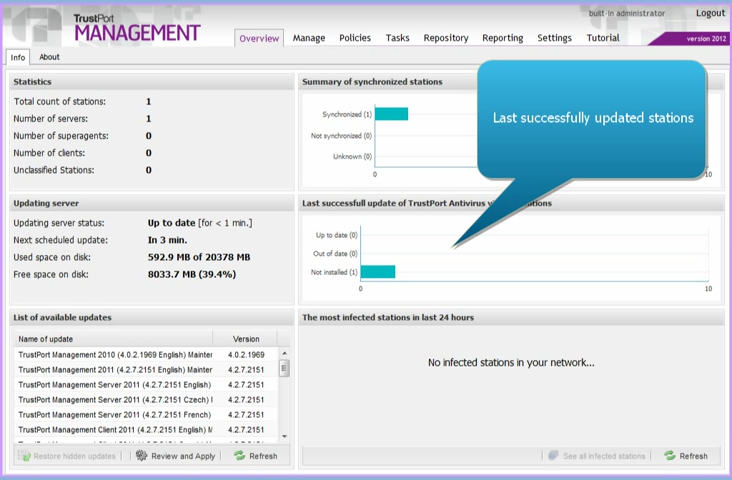 TrustPort
MANAGEMENT
built-in administrator
Logout
Overview Manage Policies Tasks Repository Reporting Settings Tutorial
version 2012
Info About
Statistics
Total count of stations: 1
Number of servers: 1
Number of superagents: 0
Number of clients: 0
Unclassified Stations: 0
Summary of synchronized stations
Synchronized (1)
Not synchronized (0)
Unknown (0)
0 10
Last successfully updated stations
Updating server
Updating server status: Up to date [for < 1 min.]
Next scheduled update: In 3 min.
Used space on disk: 592.9 MB of 20378 MB
Free space on disk: 8033.7 MB (39.4%)
Last successful update of TrustPort Antivirus
Up to date (0)
Out of date (0)
Not installed (1)
0 10
List of available updates
Name of update Version
TrustPort Management 2010 (4.0.2.1969 English) Mainter 4.0.2.1969
TrustPort Management 2011 (4.2.7.2151 English) Mainter 4.2.7.2151
TrustPort Management Server 2011 (4.2.7.2151 English) 4.2.7.2151
TrustPort Management Server 2011 (4.2.7.2151 Czech) 4.2.7.2151
TrustPort Management Server 2011 (4.2.7.2151 French) 4.2.7.2151
TrustPort Management Client 2011 (4.2.7.2151 English) 4.2.7.2151
Restore hidden updates Review and Apply Refresh
The most infected stations in last 24 hours
No infected stations in your network...
See all infected stations Refresh